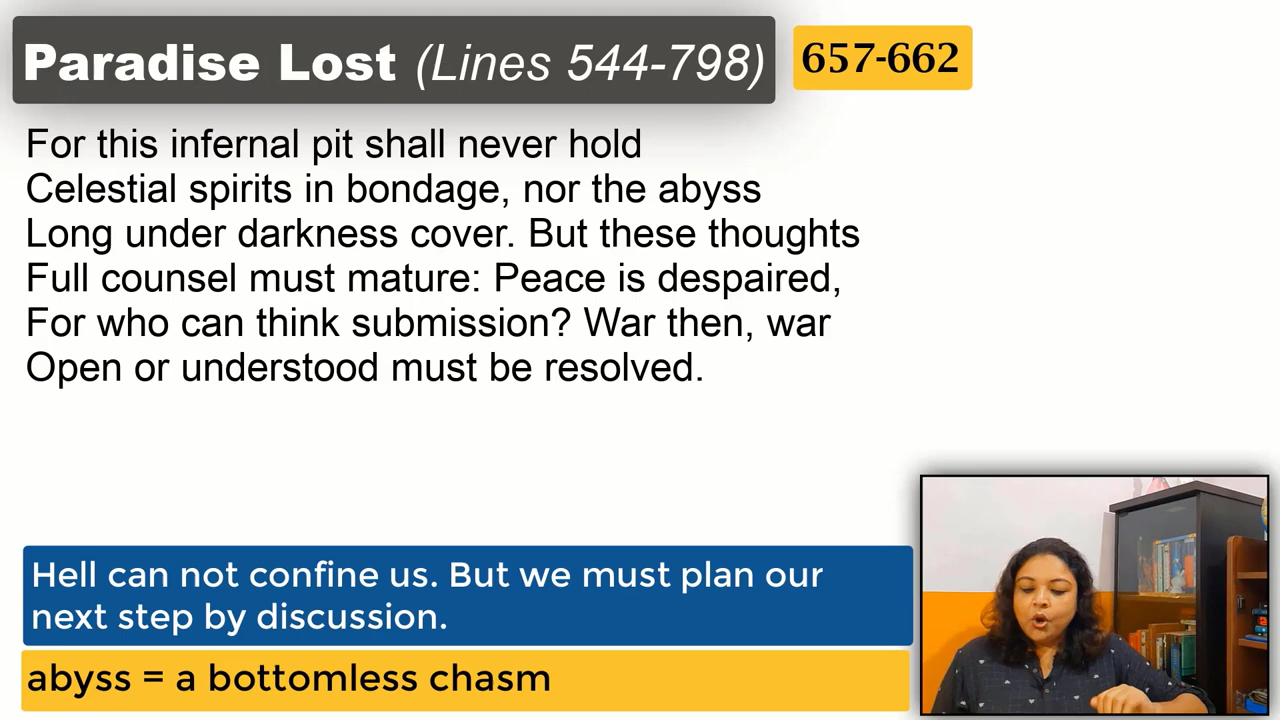 Paradise Lost (Lines 544-798) 657-662
For this infernal pit shall never hold
Celestial spirits in bondage, nor the abyss
Long under darkness cover. But these thoughts
Full counsel must mature: Peace is despaired,
For who can think submission? War then, war
Open or understood must be resolved.
Hell can not confine us. But we must plan our
next step by discussion.
abyss = a bottomless chasm